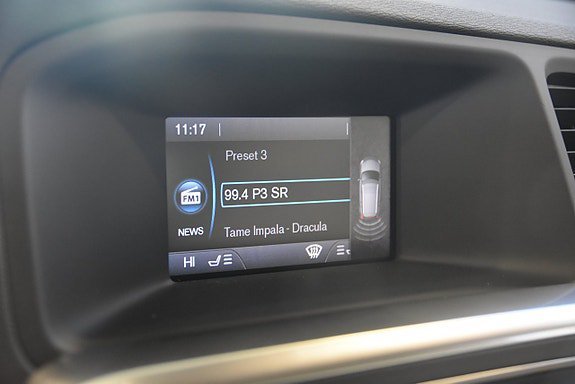 11:17
Preset 3
99.4 P3 SR
FM1
NEWS
Tame Impala - Dracula
HI